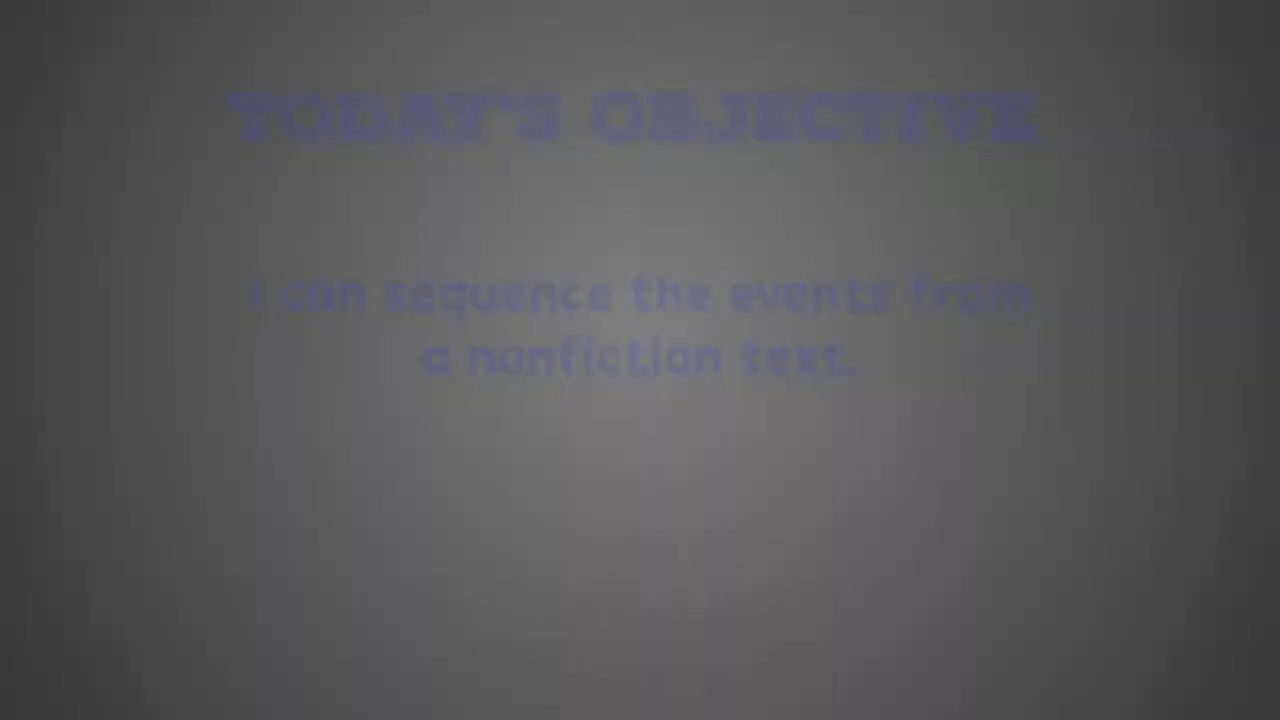 TODAY'S OBJECTIVE
I can sequence the events from
a nonfiction text.